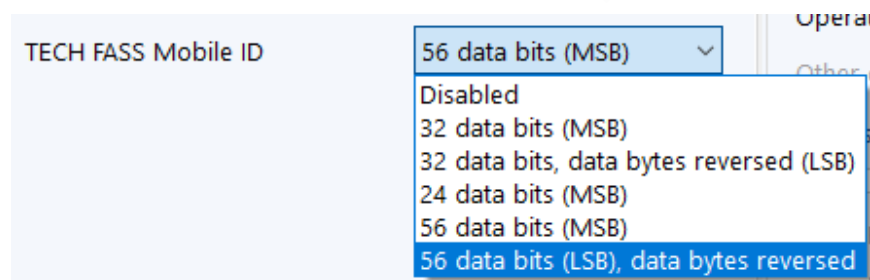 TECH FASS Mobile ID
56 data bits (MSB)
Disabled
32 data bits (MSB)
32 data bits, data bytes reversed (LSB)
24 data bits (MSB)
56 data bits (MSB)
56 data bits (LSB), data bytes reversed
Other